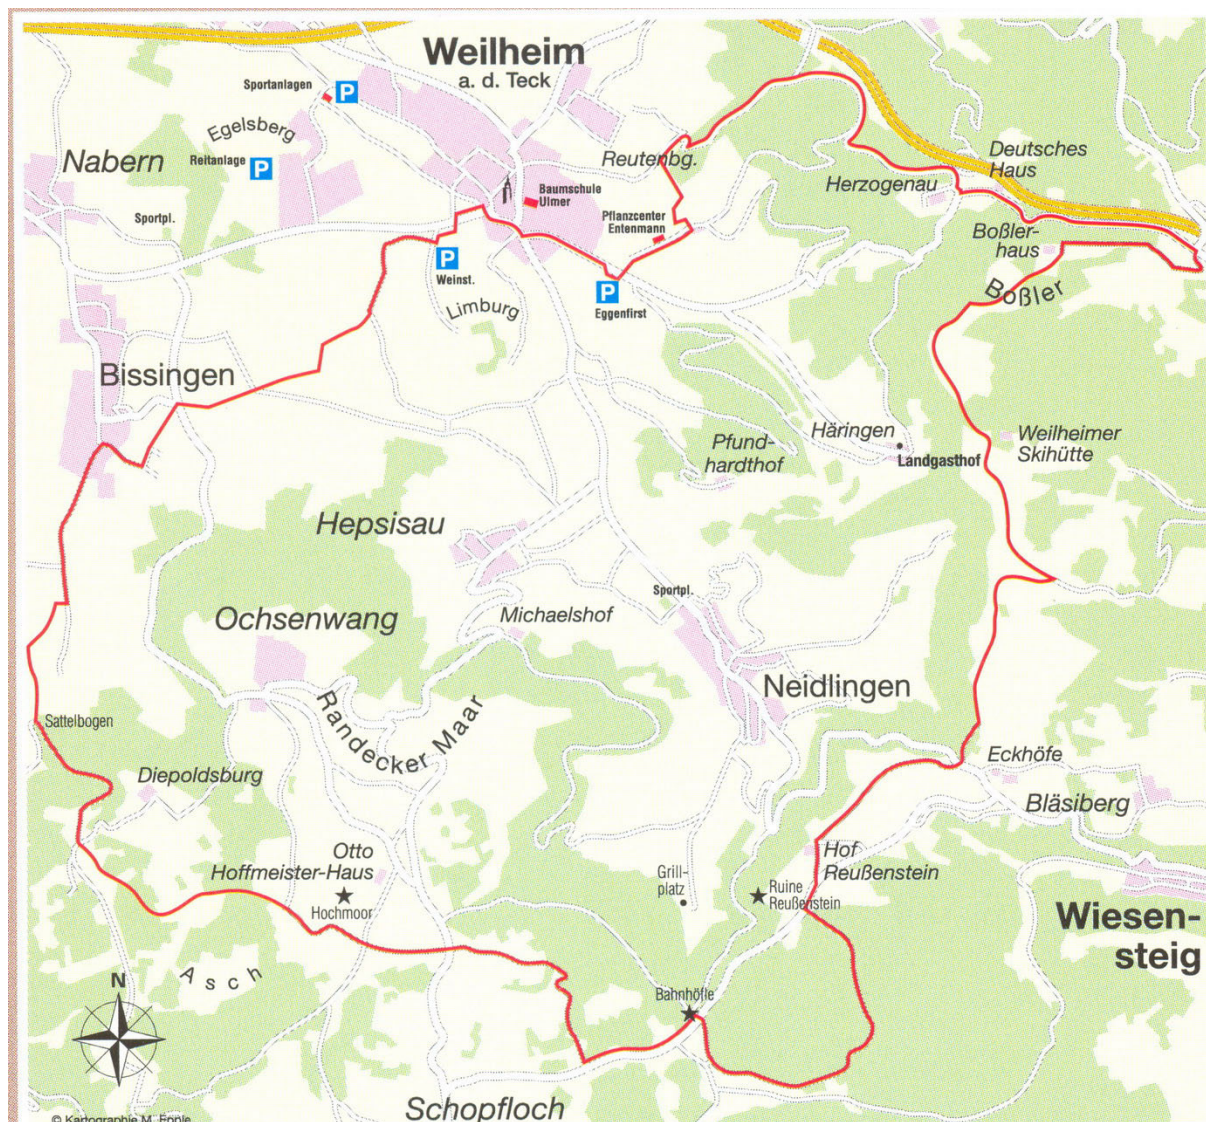 Weilheim
a. d. Teck
Sportanlagen
P
Egelsberg
Nabern
Reitanlage
P
Reutenbg.
Deutsches
Haus
Herzogenau
Baumschule
Ulmer
Sportpl.
Pflanzcenter
Entenmann
Boßler-
haus
P
Weinst.
P
Eggenfirst
Limburg
Boßler
Bissingen
Häringen
Landgasthof
Pfund-
hardthof
Weilheimer
Skihütte
Hepsisau
Sportpl.
Michaelshof
Ochsenwang
Neidlingen
Randecker Maar
Sattelbogen
Diepoldsburg
Eckhöfe
Bläsiberg
Otto
Hoffmeister-Haus
Hochmoor
Grill-
platz
Hof
Reußenstein
Ruine
Reußenstein
Wiesen-
steig
Asch
N
Bahnhöfle
Schopfloch
© Kartographie M. Epple